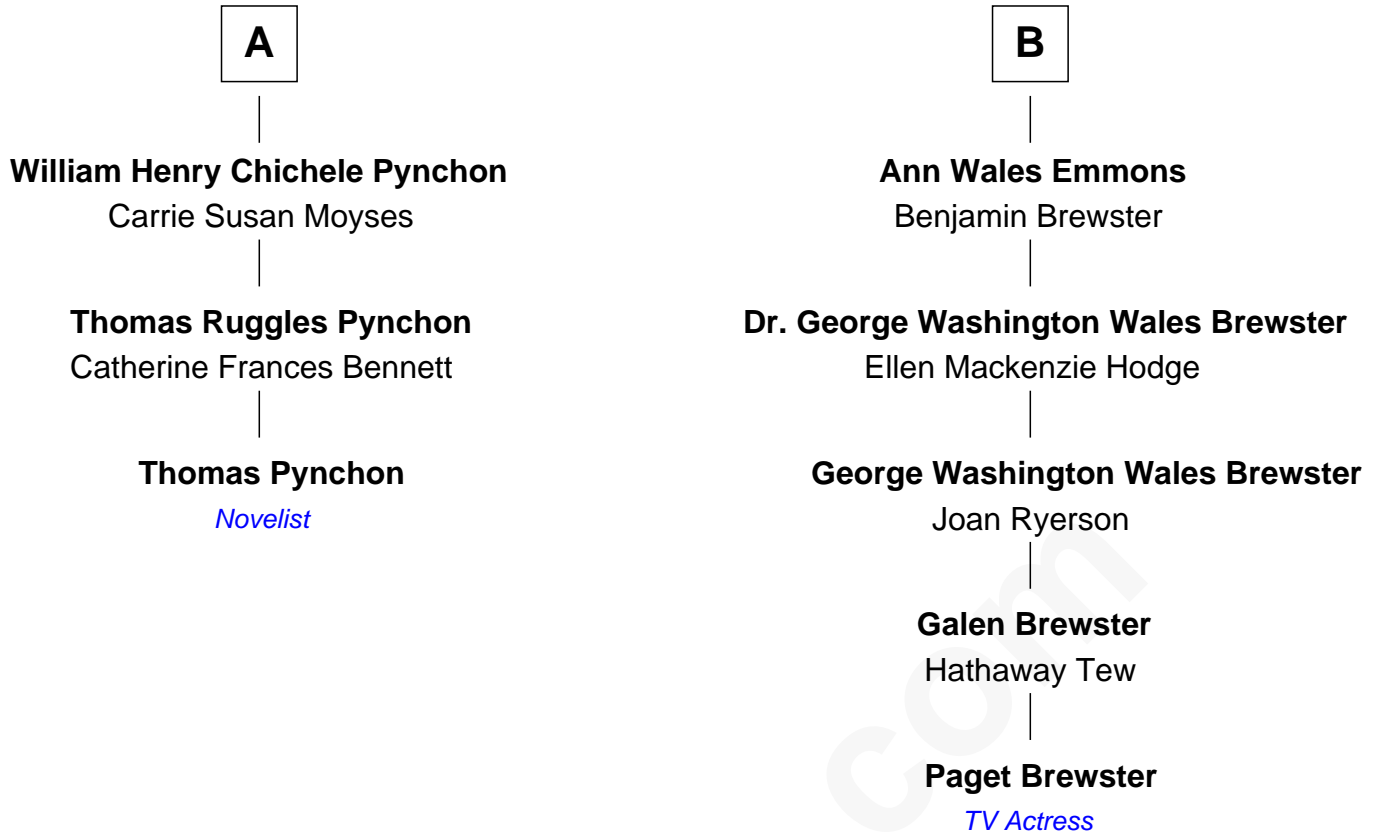 A
William Henry Chichele Pynchon
Carrie Susan Moyses
Thomas Ruggles Pynchon
Catherine Frances Bennett
Thomas Pynchon
Novelist
B
Ann Wales Emmons
Benjamin Brewster
Dr. George Washington Wales Brewster
Ellen Mackenzie Hodge
George Washington Wales Brewster
Joan Ryerson
Galen Brewster
Hathaway Tew
Paget Brewster
TV Actress
com